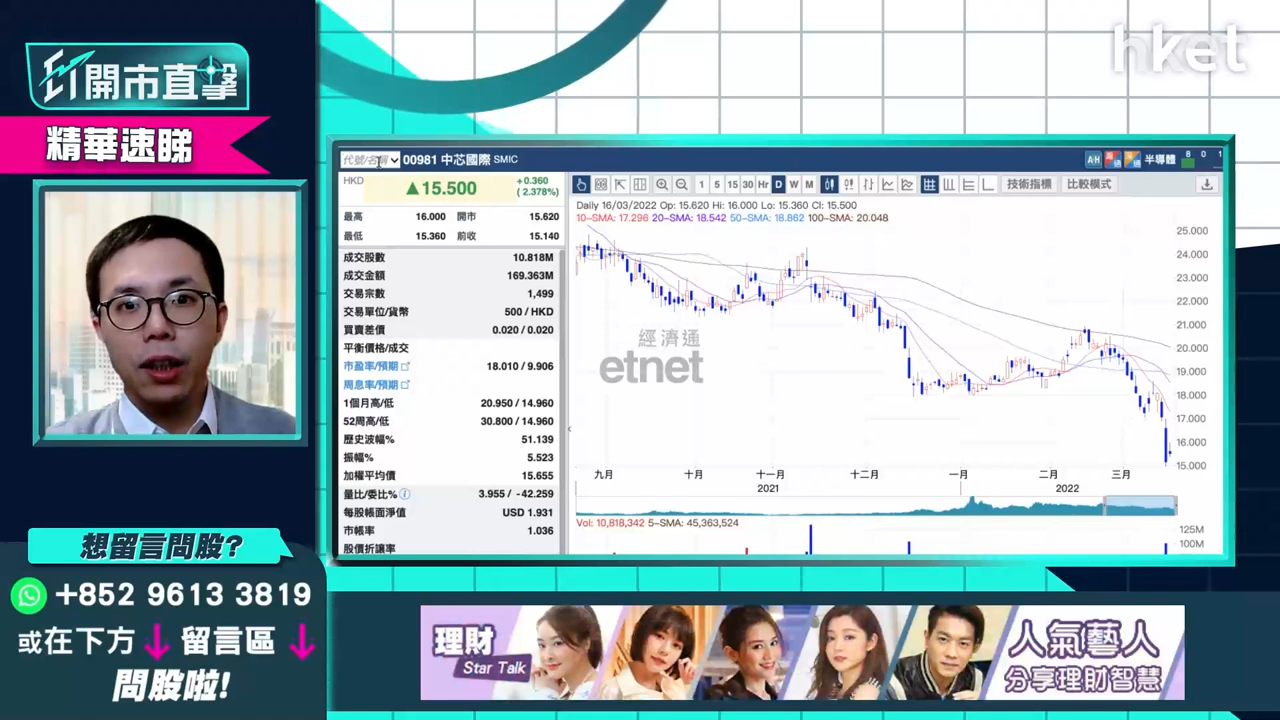 hket
ET開市直擊
精華速睇
代號/名稱
00981 中芯國際 SMIC
AH
半導體
8 0 1
HKD
▲15.500
+0.360
( 2.378%)
最高 16.000 開市 15.620
最低 15.360 前收 15.140
成交股數 10.818M
成交金額 169.363M
交易宗數 1,499
交易單位/貨幣 500 / HKD
買賣差價 0.020 / 0.020
平衡價格/成交
市盈率/預期 18.010 / 9.906
周息率/預期
1個月高/低 20.950 / 14.960
52周高/低 30.800 / 14.960
歷史波幅% 51.139
振幅% 5.523
加權平均價 15.655
量比/委比% 3.955 / -42.259
每股帳面淨值 USD 1.931
市帳率 1.036
股價折讓率
1 5 15 30 Hr D W M
技術指標 比較模式
Daily 16/03/2022 Op: 15.620 Hi: 16.000 Lo: 15.360 Cl: 15.500
10-SMA: 17.296 20-SMA: 18.542 50-SMA: 18.862 100-SMA: 20.048
25.000
24.000
23.000
22.000
21.000
20.000
19.000
18.000
17.000
16.000
15.000
經濟通
etnet
九月 十月 十一月 十二月 一月 二月 三月
2021 2022
Vol: 10,818,342 5-SMA: 45,363,524
125M
100M
想留言問股?
+852 9613 3819
或在下方↓留言區↓
問股啦!
理財
Star Talk
人氣藝人
分享理財智慧